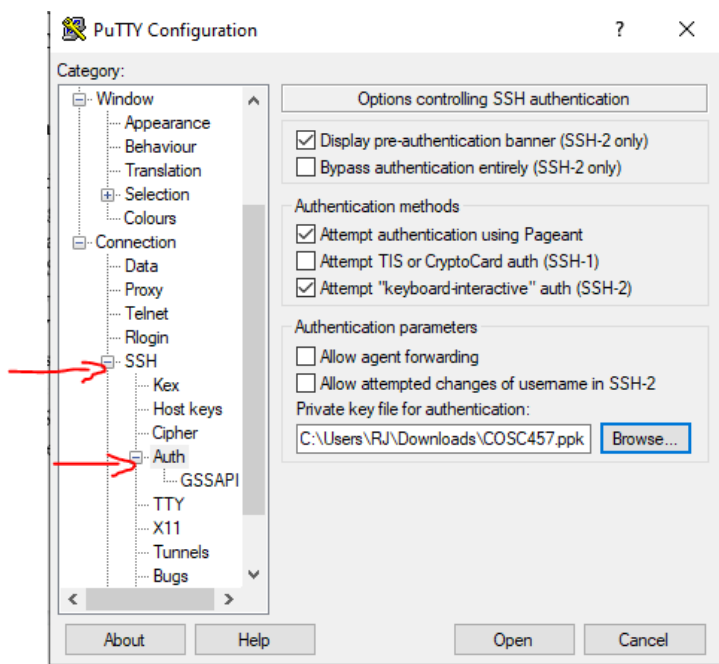 PuTTY Configuration
?
Category:
Window
Appearance
Behaviour
Translation
Selection
Colours
Connection
Data
Proxy
Telnet
Rlogin
SSH
Kex
Host keys
Cipher
Auth
GSSAPI
TTY
X11
Tunnels
Bugs
Options controlling SSH authentication
Display pre-authentication banner (SSH-2 only)
Bypass authentication entirely (SSH-2 only)
Authentication methods
Attempt authentication using Pageant
Attempt TIS or CryptoCard auth (SSH-1)
Attempt "keyboard-interactive" auth (SSH-2)
Authentication parameters
Allow agent forwarding
Allow attempted changes of username in SSH-2
Private key file for authentication:
C:\Users\RJ\Downloads\COSC457.ppk
Browse...
About
Help
Open
Cancel